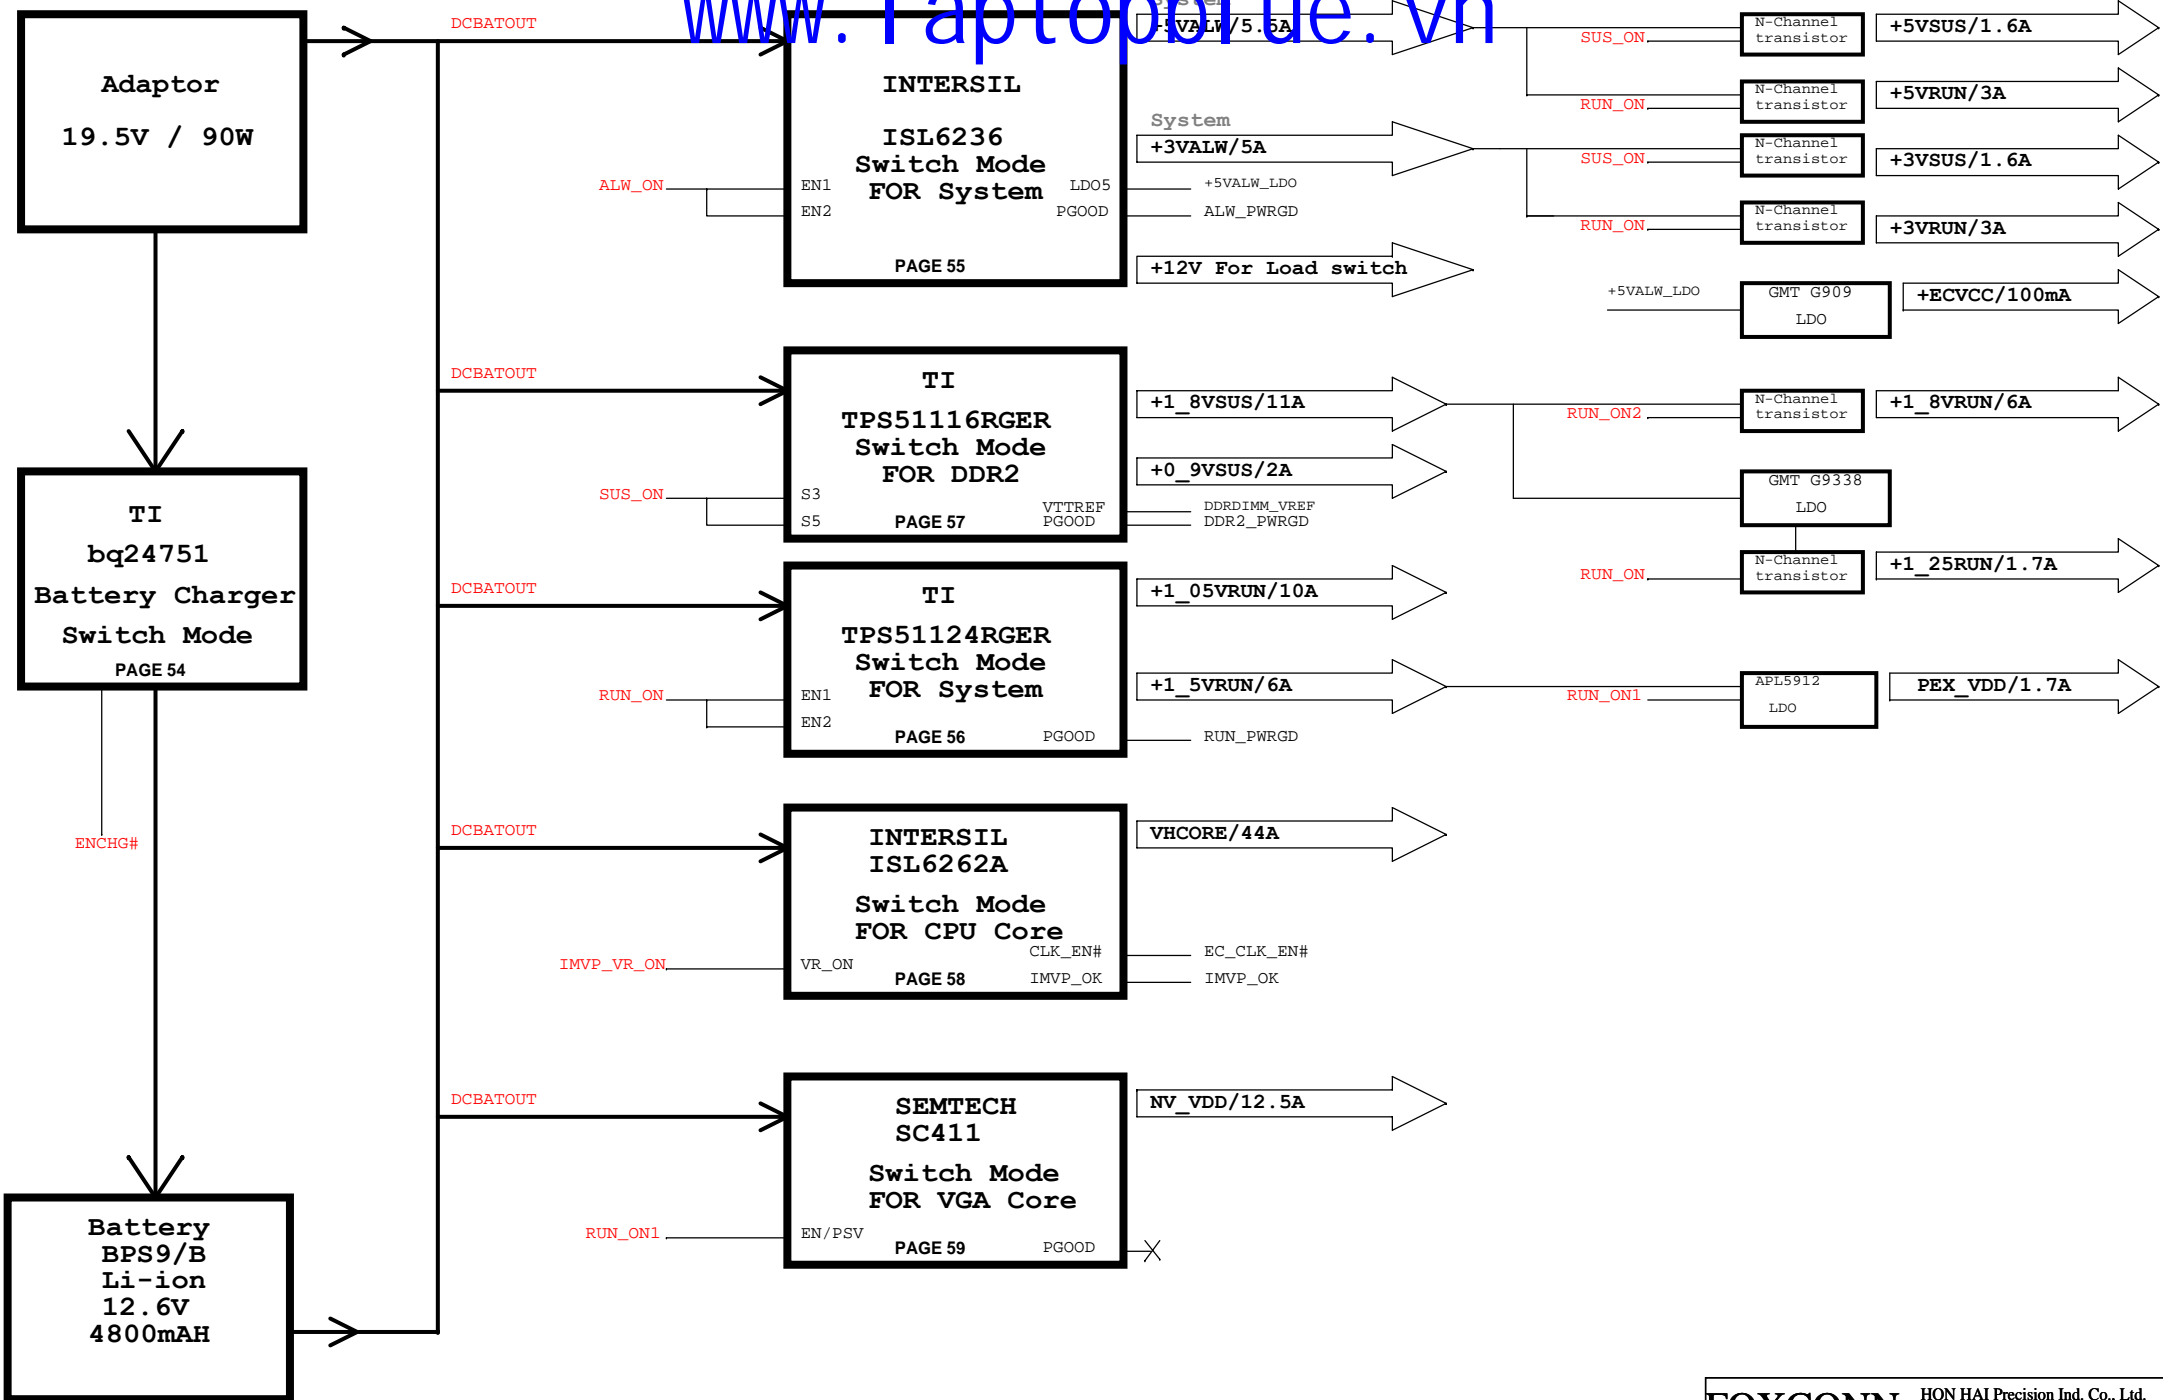 www.laptopblue.vn
Adaptor
19.5V / 90W
TI
bq24751
Battery Charger
Switch Mode
PAGE 54
ENCHG#
Battery
BPS9/B
Li-ion
12.6V
4800mAH
DCBATOUT
INTERSIL
ISL6236
Switch Mode
FOR System
ALW_ON
EN1
EN2
LDO5
PGOOD
PAGE 55
System
+5VALW/5.5A
System
+3VALW/5A
+5VALW_LDO
ALW_PWRGD
+12V For Load switch
SUS_ON
N-Channel
transistor
+5VSUS/1.6A
RUN_ON
N-Channel
transistor
+5VRUN/3A
SUS_ON
N-Channel
transistor
+3VSUS/1.6A
RUN_ON
N-Channel
transistor
+3VRUN/3A
+5VALW_LDO
GMT G909
LDO
+ECVCC/100mA
DCBATOUT
TI
TPS51116RGER
Switch Mode
FOR DDR2
SUS_ON
S3
S5
VTTREF
PGOOD
PAGE 57
+1_8VSUS/11A
+0_9VSUS/2A
DDRDIMM_VREF
DDR2_PWRGD
RUN_ON2
N-Channel
transistor
+1_8VRUN/6A
GMT G9338
LDO
RUN_ON
N-Channel
transistor
+1_25RUN/1.7A
DCBATOUT
TI
TPS51124RGER
Switch Mode
FOR System
RUN_ON
EN1
EN2
PAGE 56
PGOOD
+1_05VRUN/10A
+1_5VRUN/6A
RUN_PWRGD
RUN_ON1
APL5912
LDO
PEX_VDD/1.7A
DCBATOUT
INTERSIL
ISL6262A
Switch Mode
FOR CPU Core
IMVP_VR_ON
VR_ON
CLK_EN#
IMVP_OK
PAGE 58
VHCORE/44A
EC_CLK_EN#
IMVP_OK
DCBATOUT
SEMTECH
SC411
Switch Mode
FOR VGA Core
RUN_ON1
EN/PSV
PAGE 59
PGOOD
NV_VDD/12.5A
FOXCONN
HON HAI Precision Ind. Co., Ltd.